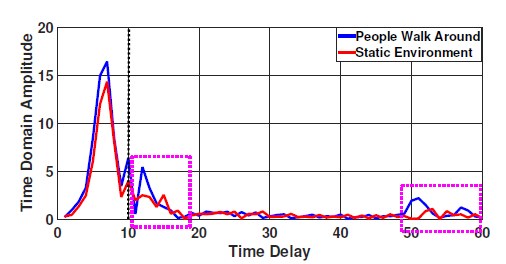 People Walk Around
Static Environment
Time Domain Amplitude
20
15
10
5
0
0 10 20 30 40 50 60
Time Delay